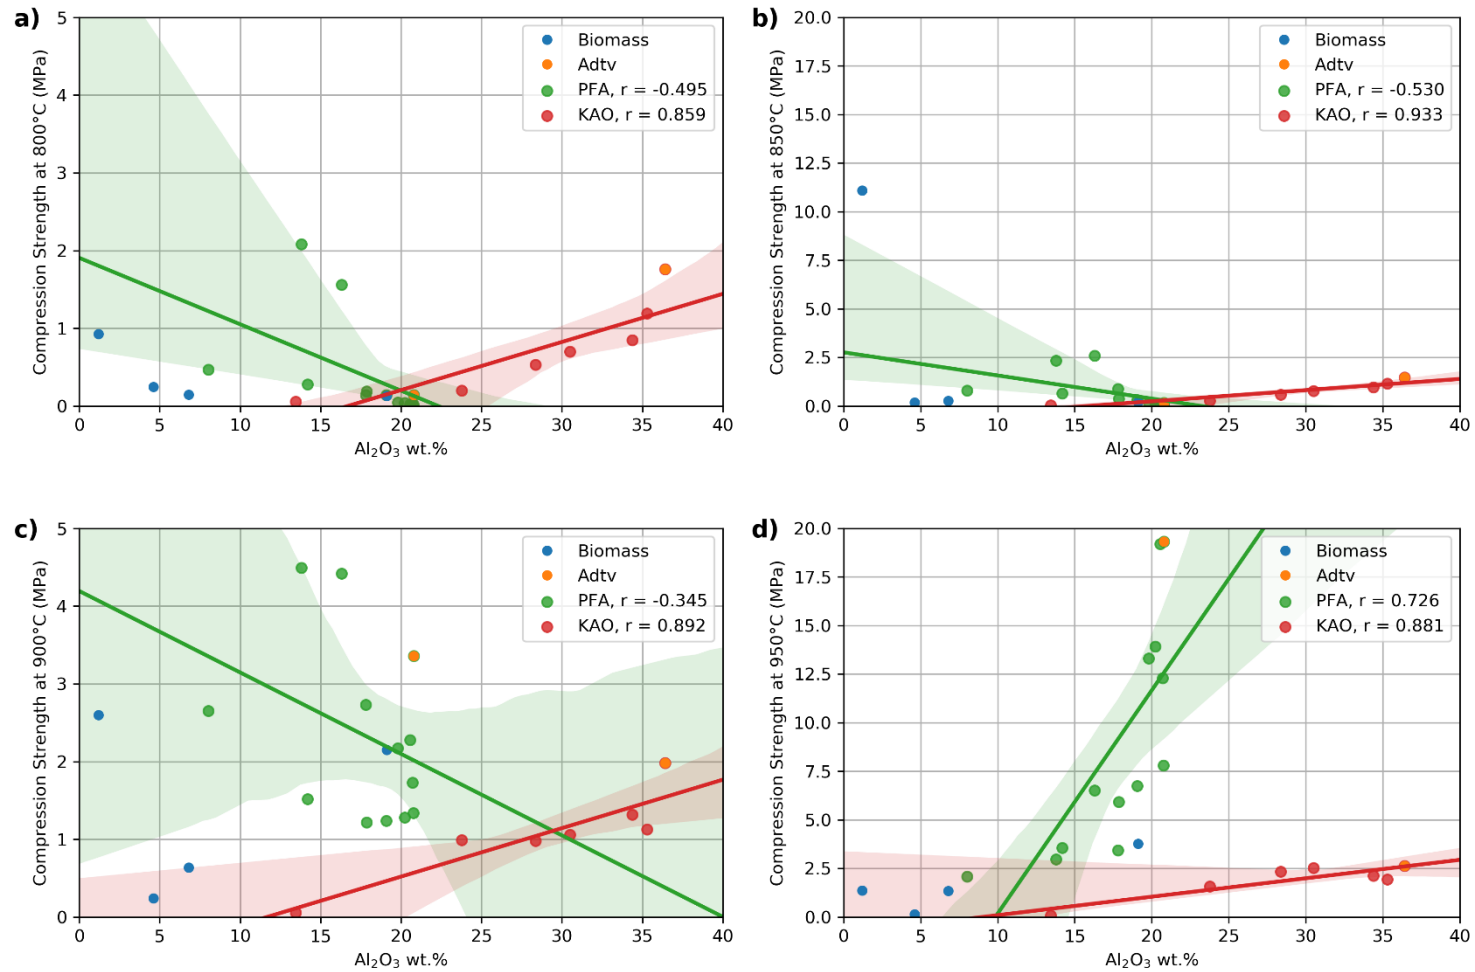 a)
Compression Strength at 800°C (MPa)
5
4
3
2
1
0
0 5 10 15 20 25 30 35 40
Al₂O₃ wt.%
Biomass
Adtv
PFA, r = -0.495
KAO, r = 0.859
b)
Compression Strength at 850°C (MPa)
20.0
17.5
15.0
12.5
10.0
7.5
5.0
2.5
0.0
0 5 10 15 20 25 30 35 40
Al₂O₃ wt.%
Biomass
Adtv
PFA, r = -0.530
KAO, r = 0.933
c)
Compression Strength at 900°C (MPa)
5
4
3
2
1
0
0 5 10 15 20 25 30 35 40
Al₂O₃ wt.%
Biomass
Adtv
PFA, r = -0.345
KAO, r = 0.892
d)
Compression Strength at 950°C (MPa)
20.0
17.5
15.0
12.5
10.0
7.5
5.0
2.5
0.0
0 5 10 15 20 25 30 35 40
Al₂O₃ wt.%
Biomass
Adtv
PFA, r = 0.726
KAO, r = 0.881